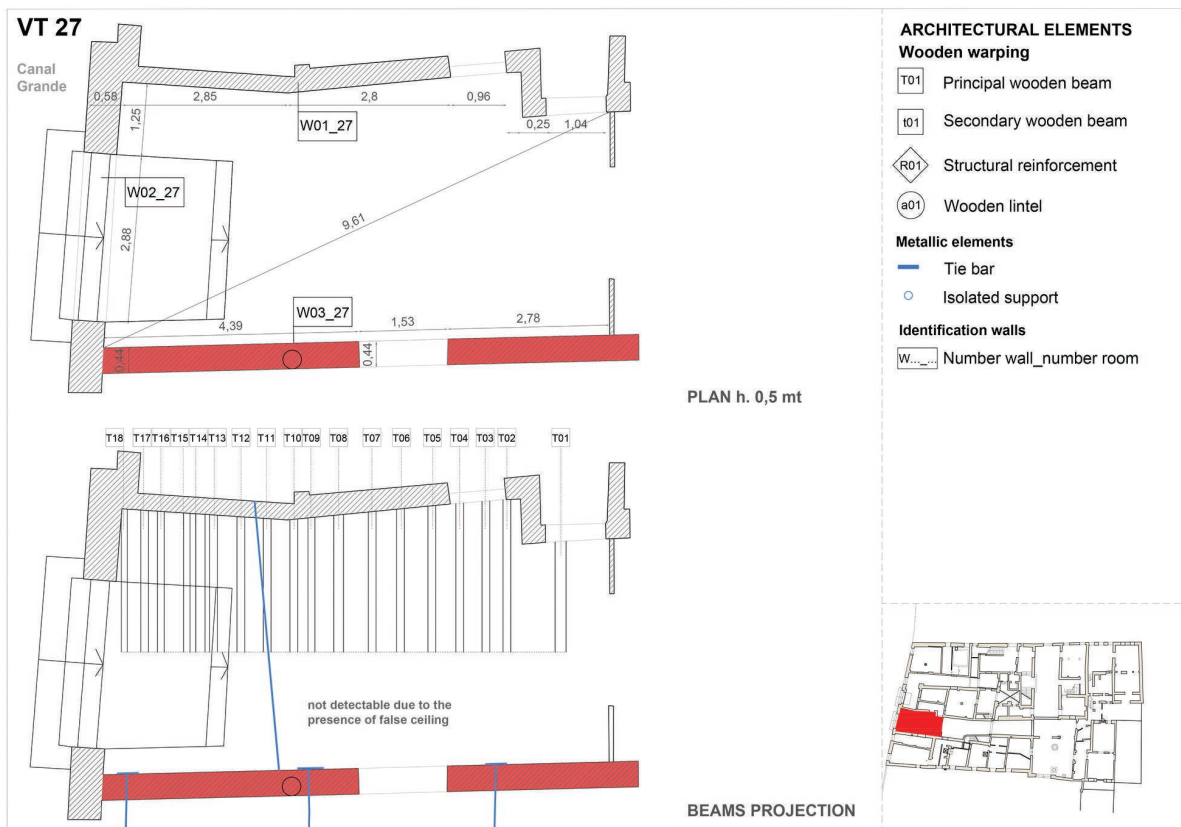 VT 27
Canal
Grande
0,58
2,85
2,8
0,96
1,25
0,25
1,04
W01_27
W02_27
2,88
9,61
W03_27
4,39
1,53
2,78
0,44
0,44
PLAN h. 0,5 mt
T18
T17
T16
T15
T14
T13
T12
T11
T10
T09
T08
T07
T06
T05
T04
T03
T02
T01
not detectable due to the
presence of false ceiling
BEAMS PROJECTION
ARCHITECTURAL ELEMENTS
Wooden warping
T01 Principal wooden beam
t01 Secondary wooden beam
R01 Structural reinforcement
a01 Wooden lintel
Metallic elements
Tie bar
Isolated support
Identification walls
W..._... Number wall_number room